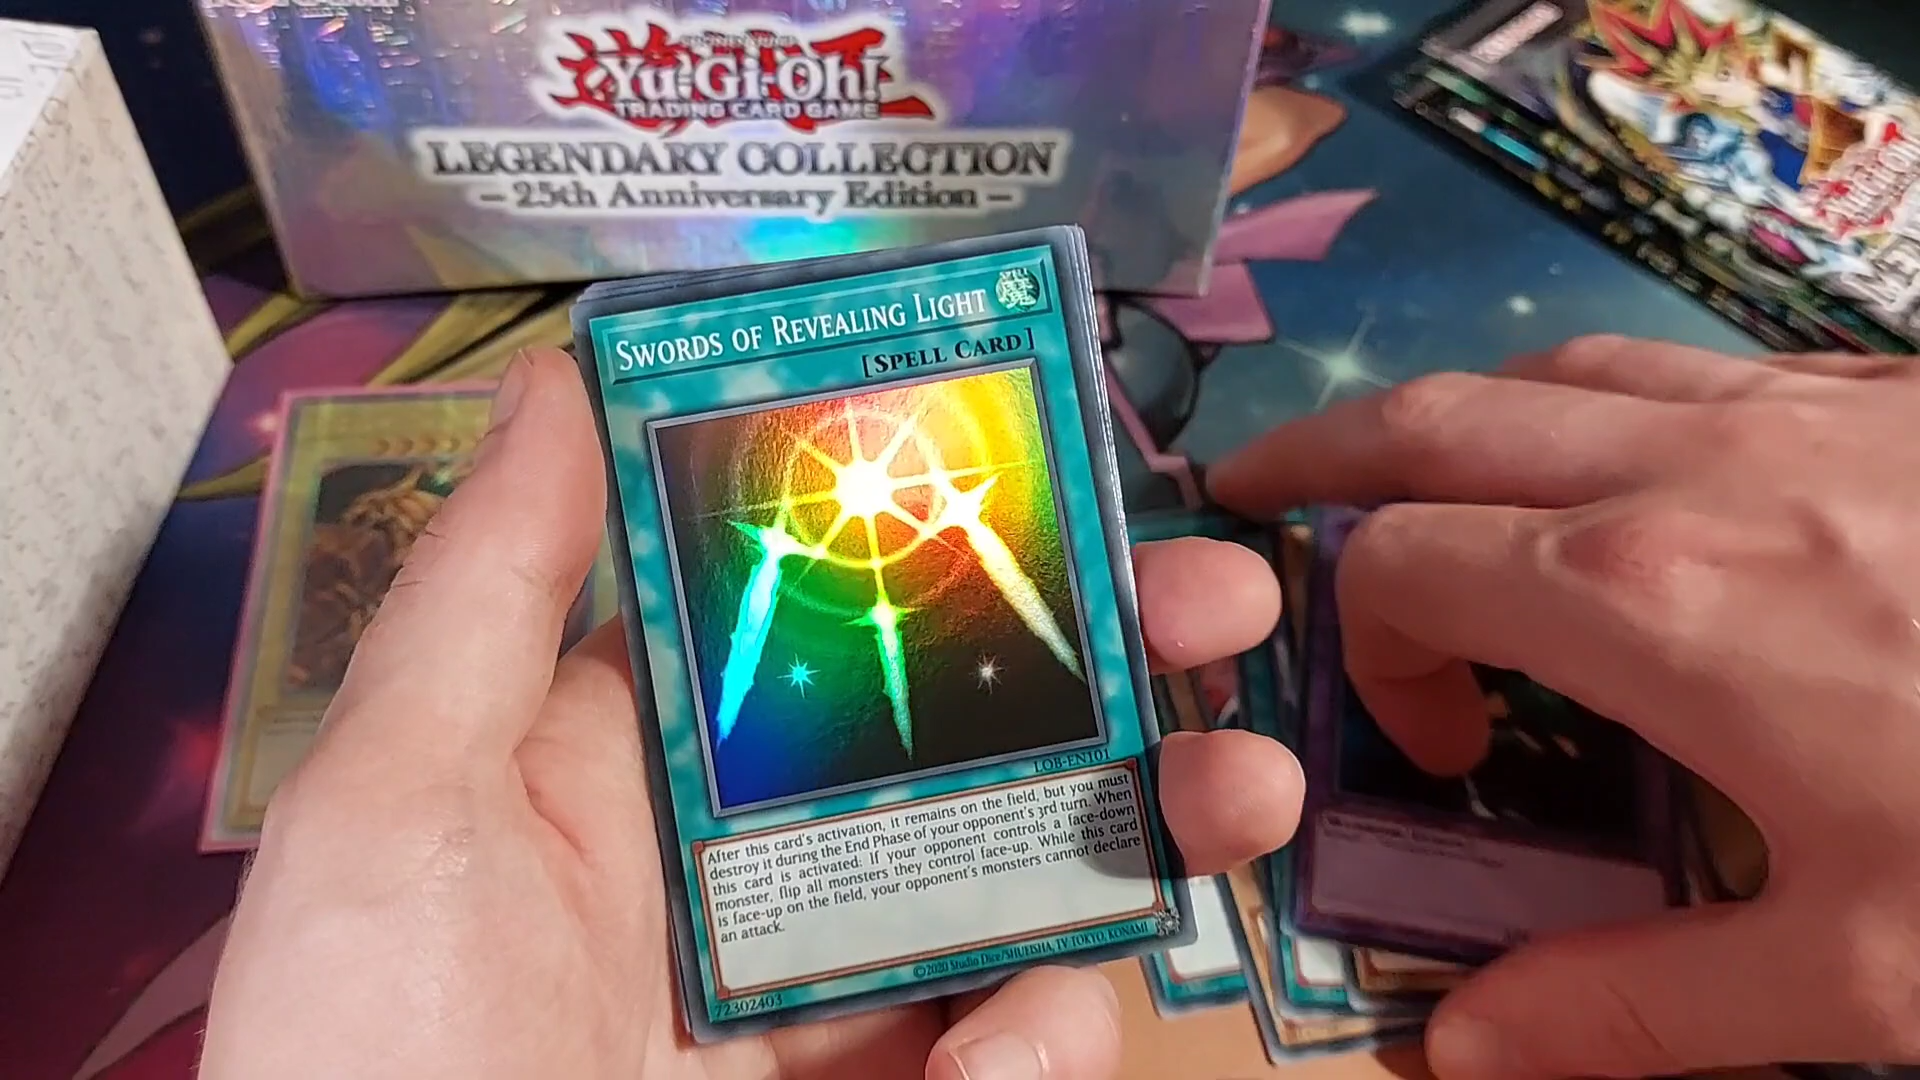 Yu-Gi-Oh!
TRADING CARD GAME
LEGENDARY COLLECTION
– 25th Anniversary Edition –
SWORDS OF REVEALING LIGHT
SPELL
魔
[SPELL CARD]
LOB-EN101
After this card's activation, it remains on the field, but you must
destroy it during the End Phase of your opponent's 3rd turn. When
this card is activated: If your opponent controls a face-down
monster, flip all monsters they control face-up. While this card
is face-up on the field, your opponent's monsters cannot declare
an attack.
72302403
©2020 Studio Dice/SHUEISHA, TV TOKYO, KONAMI